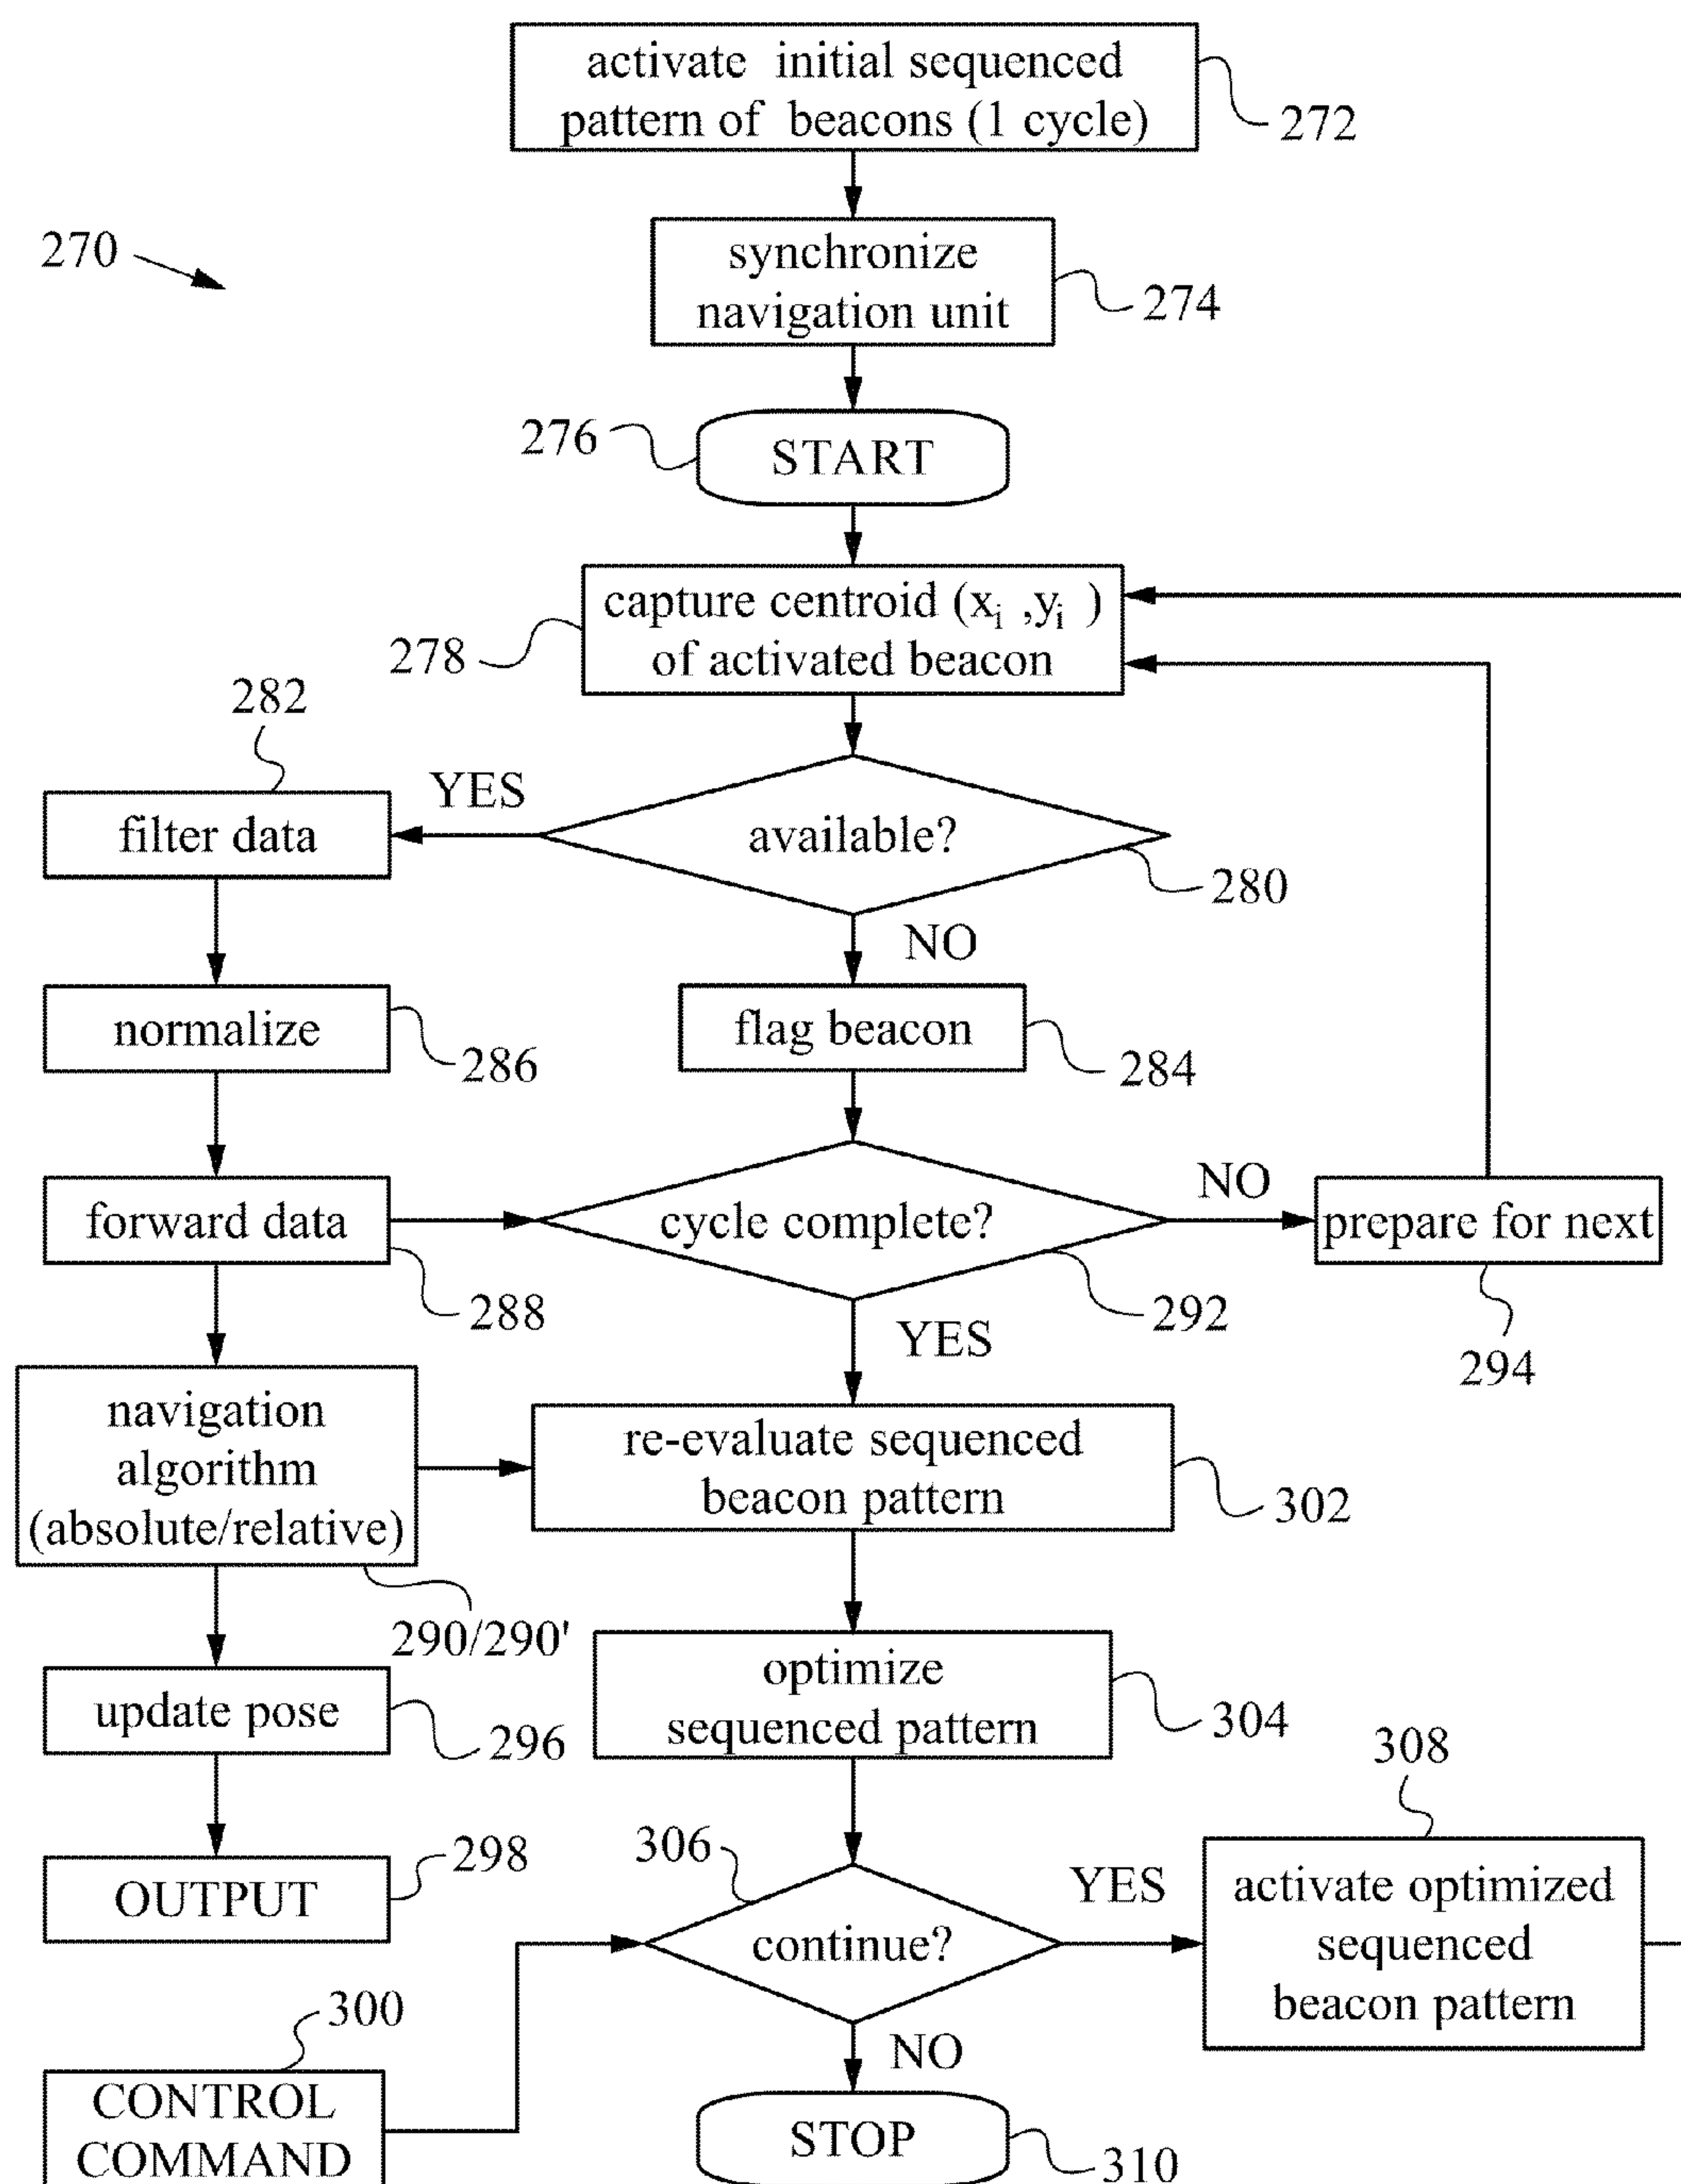 activate initial sequenced
pattern of beacons (1 cycle)
272
270
synchronize
navigation unit
274
276
START
capture centroid (xi ,yi )
of activated beacon
278
282
YES
filter data
available?
280
NO
normalize
286
flag beacon
284
forward data
288
cycle complete?
292
NO
prepare for next
294
YES
navigation
algorithm
(absolute/relative)
290/290'
re-evaluate sequenced
beacon pattern
302
update pose
296
optimize
sequenced pattern
304
308
OUTPUT
298
306
continue?
YES
activate optimized
sequenced
beacon pattern
300
CONTROL
COMMAND
NO
STOP
310